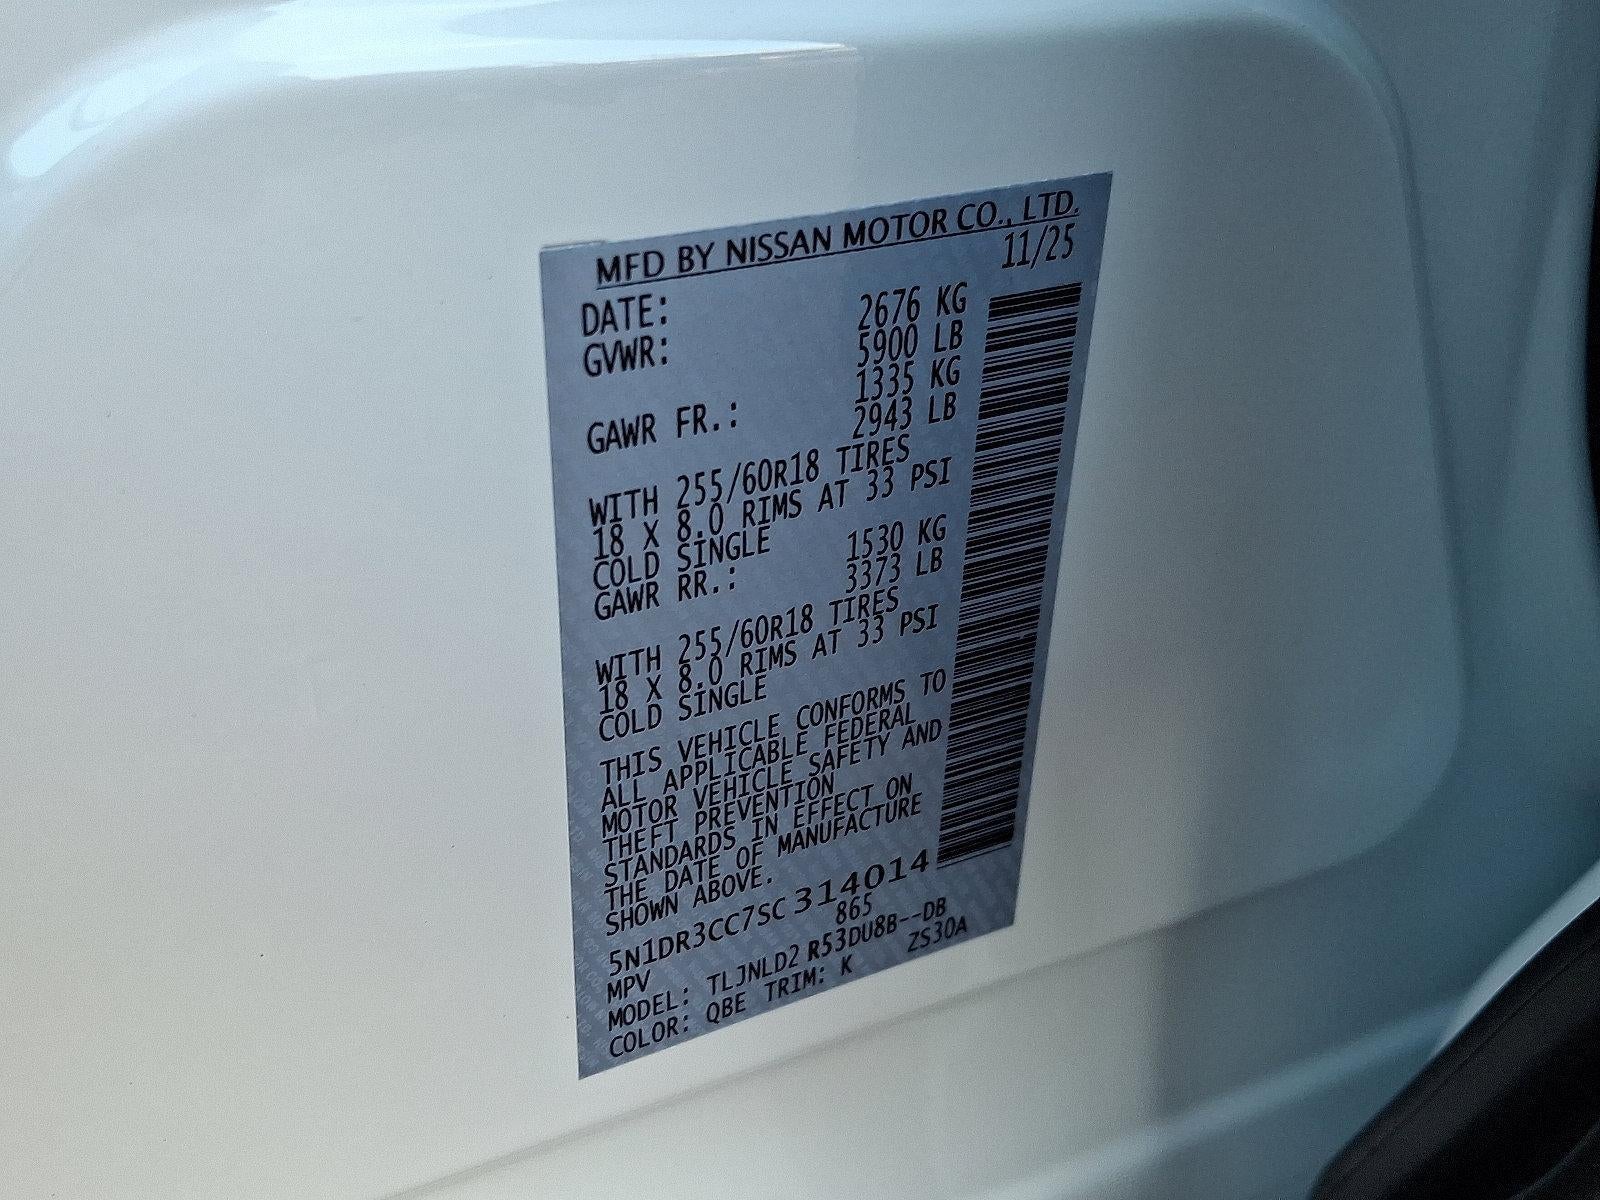 MFD BY NISSAN MOTOR CO., LTD.
DATE: 11/25
GVWR: 2676 KG
5900 LB
GAWR FR.: 1335 KG
2943 LB
WITH 255/60R18 TIRES
18 X 8.0 RIMS AT 33 PSI
COLD SINGLE
GAWR RR.: 1530 KG
3373 LB
WITH 255/60R18 TIRES
18 X 8.0 RIMS AT 33 PSI
COLD SINGLE
THIS VEHICLE CONFORMS TO
ALL APPLICABLE FEDERAL
MOTOR VEHICLE SAFETY AND
THEFT PREVENTION
STANDARDS IN EFFECT ON
THE DATE OF MANUFACTURE
SHOWN ABOVE.
5N1DR3CC7SC314014
MPV 865
MODEL: TLJNLD2 R53DU8B--DB
COLOR: QBE TRIM: K ZS30A